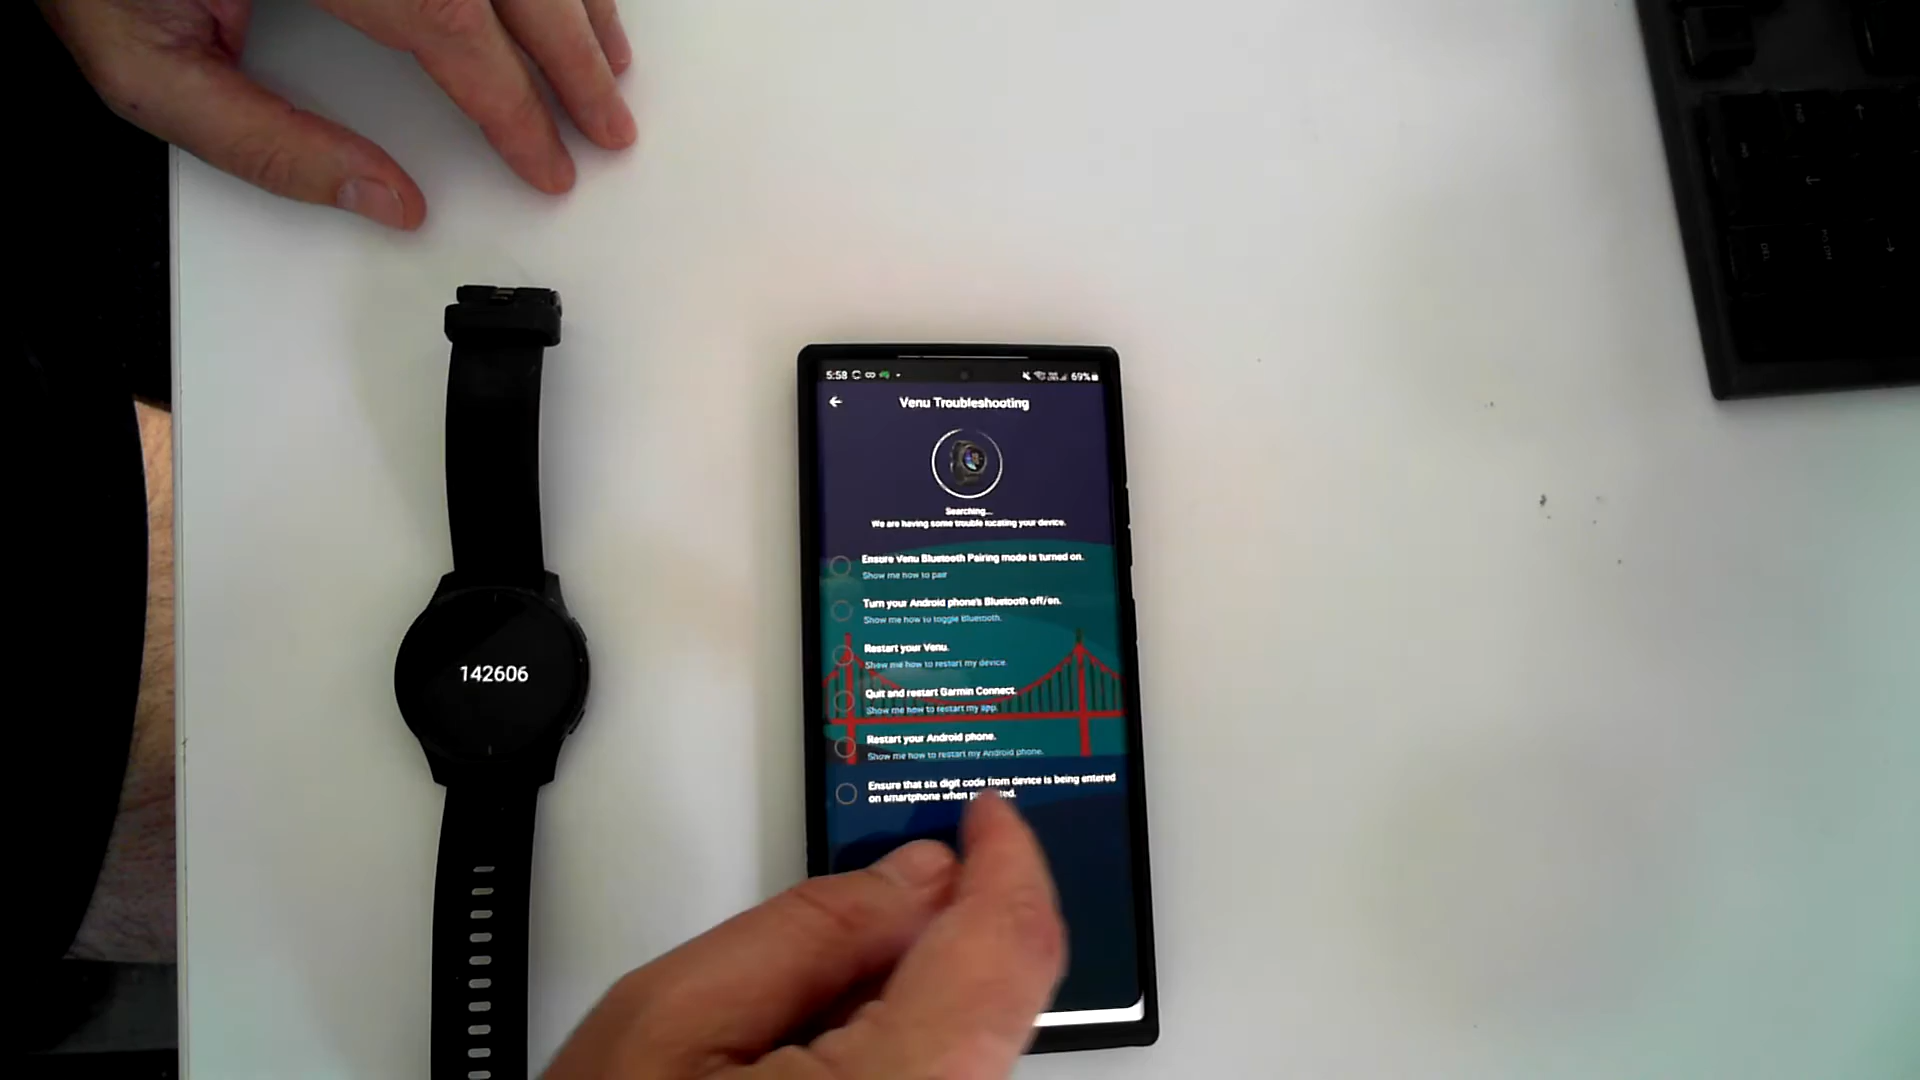 5:58
69%
Venu Troubleshooting
Searching...
We are having some trouble locating your device.
Ensure Venu Bluetooth Pairing mode is turned on.
Show me how to pair
Turn your Android phone's Bluetooth off/on.
Show me how to toggle Bluetooth.
Restart your Venu.
Show me how to restart my device.
142606
Quit and restart Garmin Connect.
Show me how to restart my app.
Restart your Android phone.
Show me how to restart my Android phone.
Ensure that six digit code from device is being entered
on smartphone when